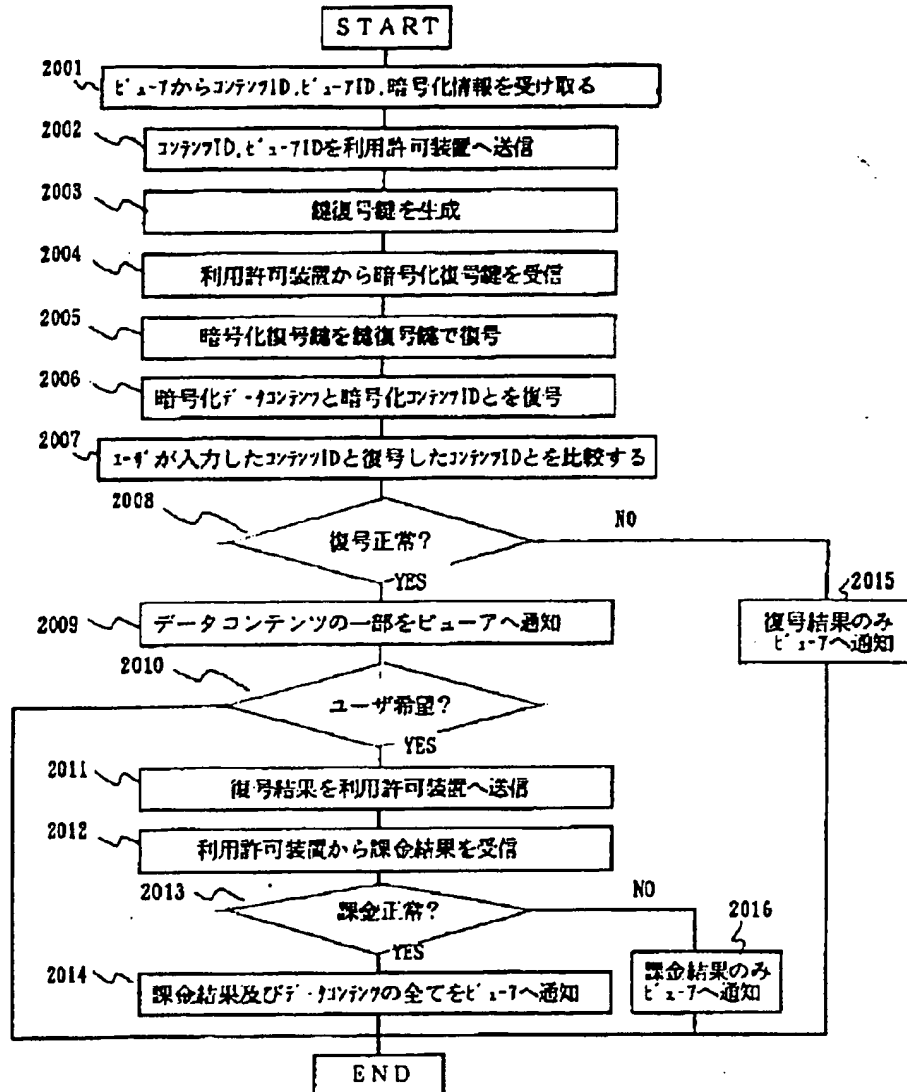 START
2001
ビューアからコンテンツID,ビューアID,暗号化情報を受け取る
2002
コンテンツID,ビューアIDを利用許可装置へ送信
2003
鍵復号鍵を生成
2004
利用許可装置から暗号化復号鍵を受信
2005
暗号化復号鍵を鍵復号鍵で復号
2006
暗号化データコンテンツと暗号化コンテンツIDとを復号
2007
ユーザが入力したコンテンツIDと復号したコンテンツIDとを比較する
2008
復号正常?
NO
YES
2015
復号結果のみ
ビューアへ通知
2009
データコンテンツの一部をビューアへ通知
2010
ユーザ希望?
YES
2011
復号結果を利用許可装置へ送信
2012
利用許可装置から課金結果を受信
2013
課金正常?
NO
YES
2016
課金結果のみ
ビューアへ通知
2014
課金結果及びデータコンテンツの全てをビューアへ通知
END